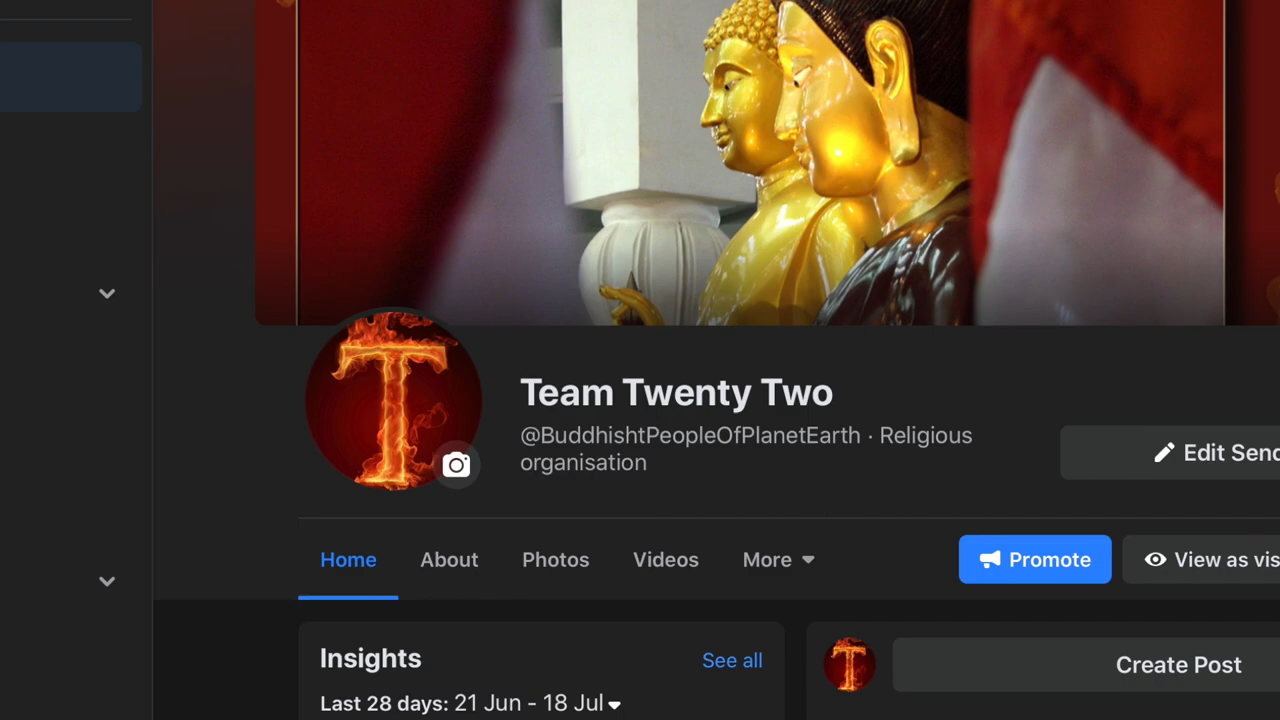 T
Team Twenty Two
@BuddhishtPeopleOfPlanetEarth · Religious
organisation
Edit Send
Home About Photos Videos More
Promote
View as vis
Insights
See all
T
Create Post
Last 28 days: 21 Jun - 18 Jul